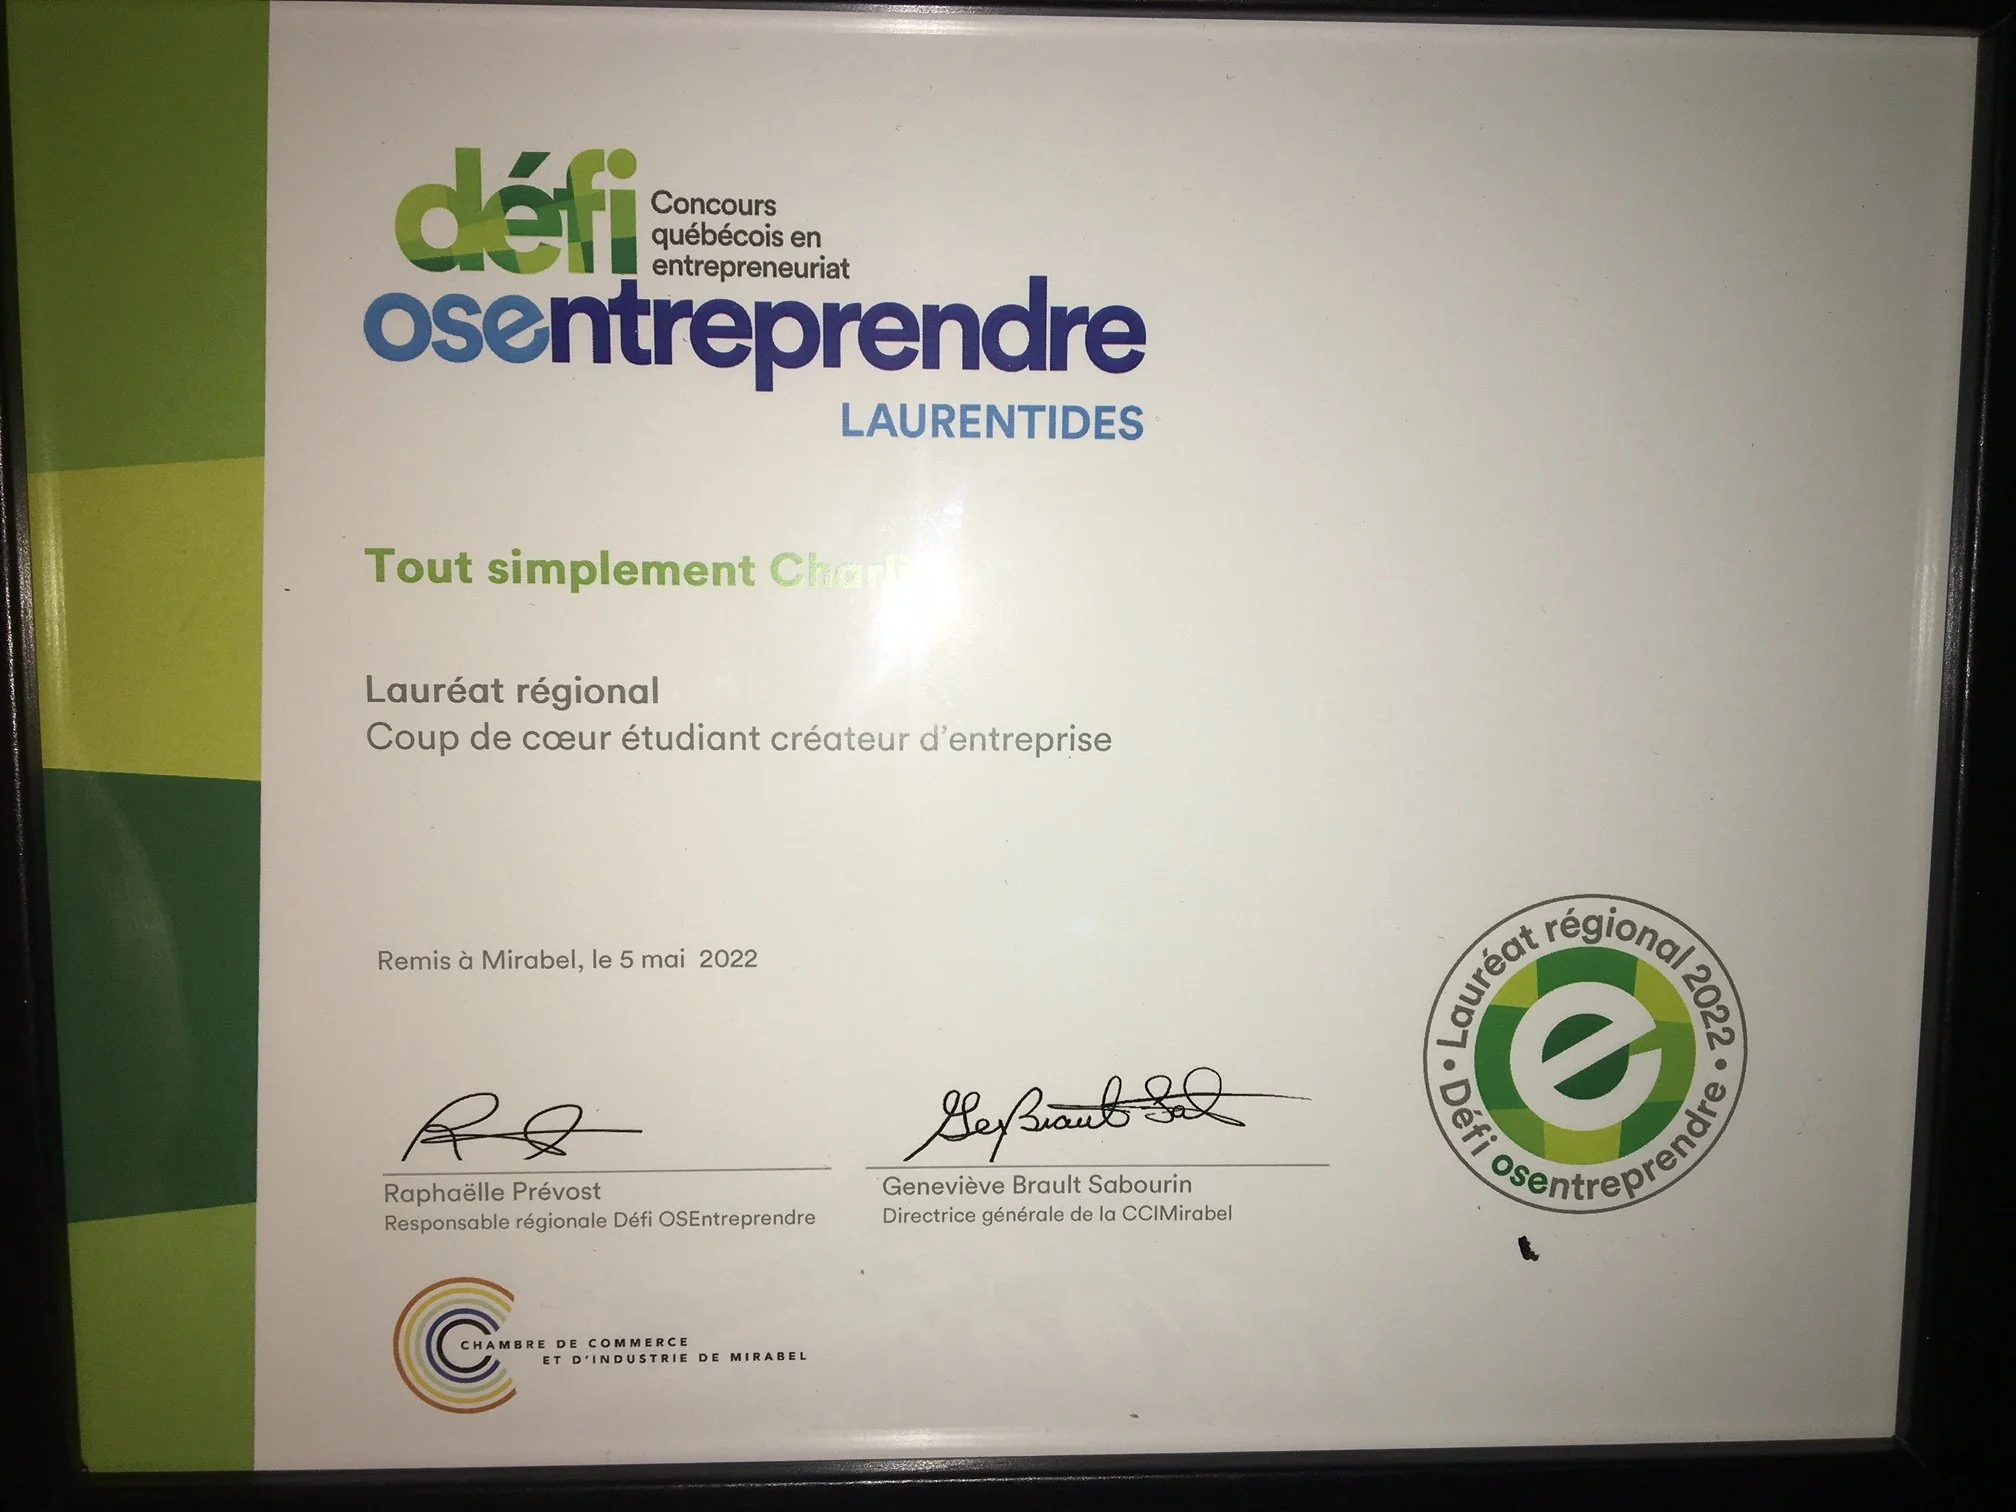 défi
Concours
québécois en
entrepreneuriat
osentreprendre
LAURENTIDES
Tout simplement
Lauréat régional
Coup de cœur étudiant créateur d'entreprise
Remis à Mirabel, le 5 mai 2022
Raphaëlle Prévost
Responsable régionale Défi OSEntreprendre
Geneviève Brault Sabourin
Directrice générale de la CCIMirabel
• Lauréat régional 2022 •
Défi osentreprendre
e
CHAMBRE DE COMMERCE
ET D'INDUSTRIE DE MIRABEL